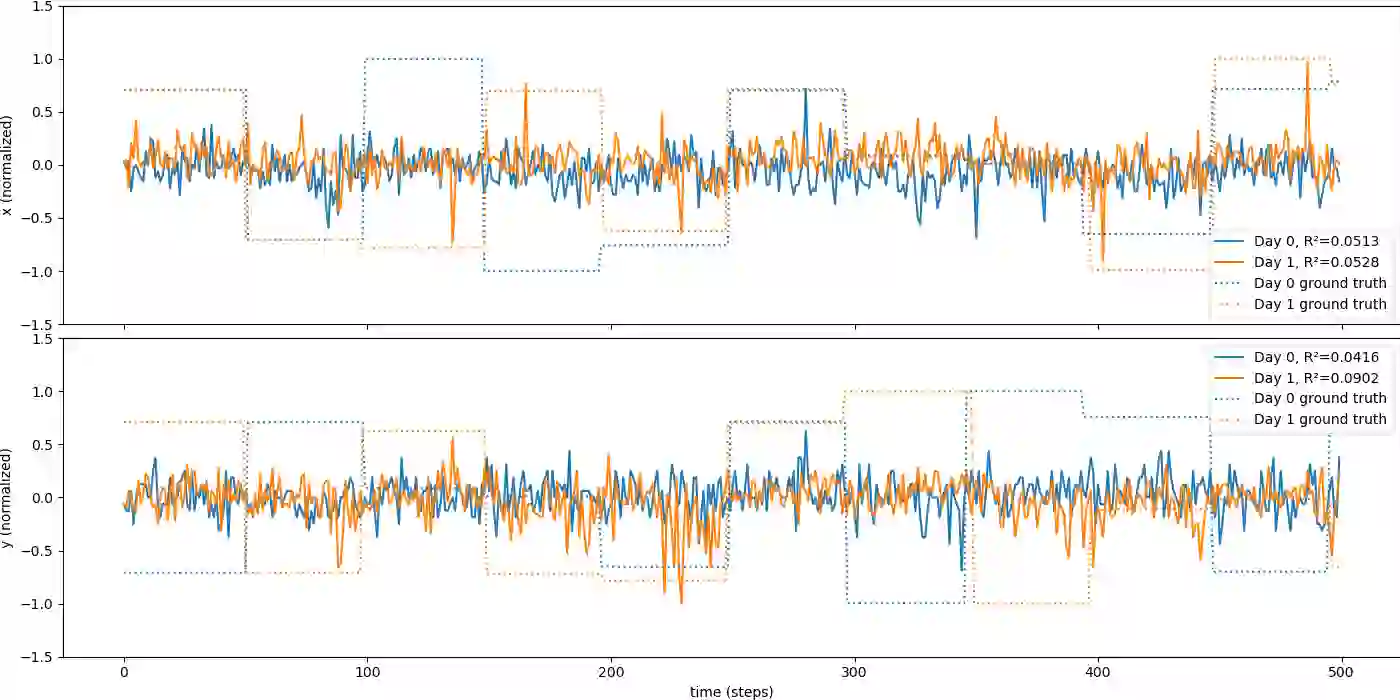 1.5
1.0
0.5
0.0
−0.5
−1.0
−1.5
x (normalized)
Day 0, R²=0.0513
Day 1, R²=0.0528
Day 0 ground truth
Day 1 ground truth
1.5
1.0
0.5
0.0
−0.5
−1.0
−1.5
y (normalized)
Day 0, R²=0.0416
Day 1, R²=0.0902
Day 0 ground truth
Day 1 ground truth
0 100 200 300 400 500
time (steps)